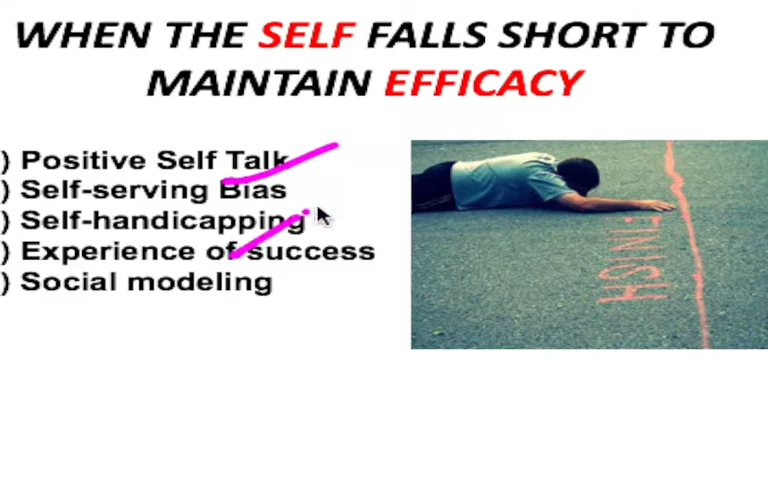 WHEN THE SELF FALLS SHORT TO
MAINTAIN EFFICACY
) Positive Self Talk
) Self-serving Bias
) Self-handicapping
) Experience of success
) Social modeling
FINISH